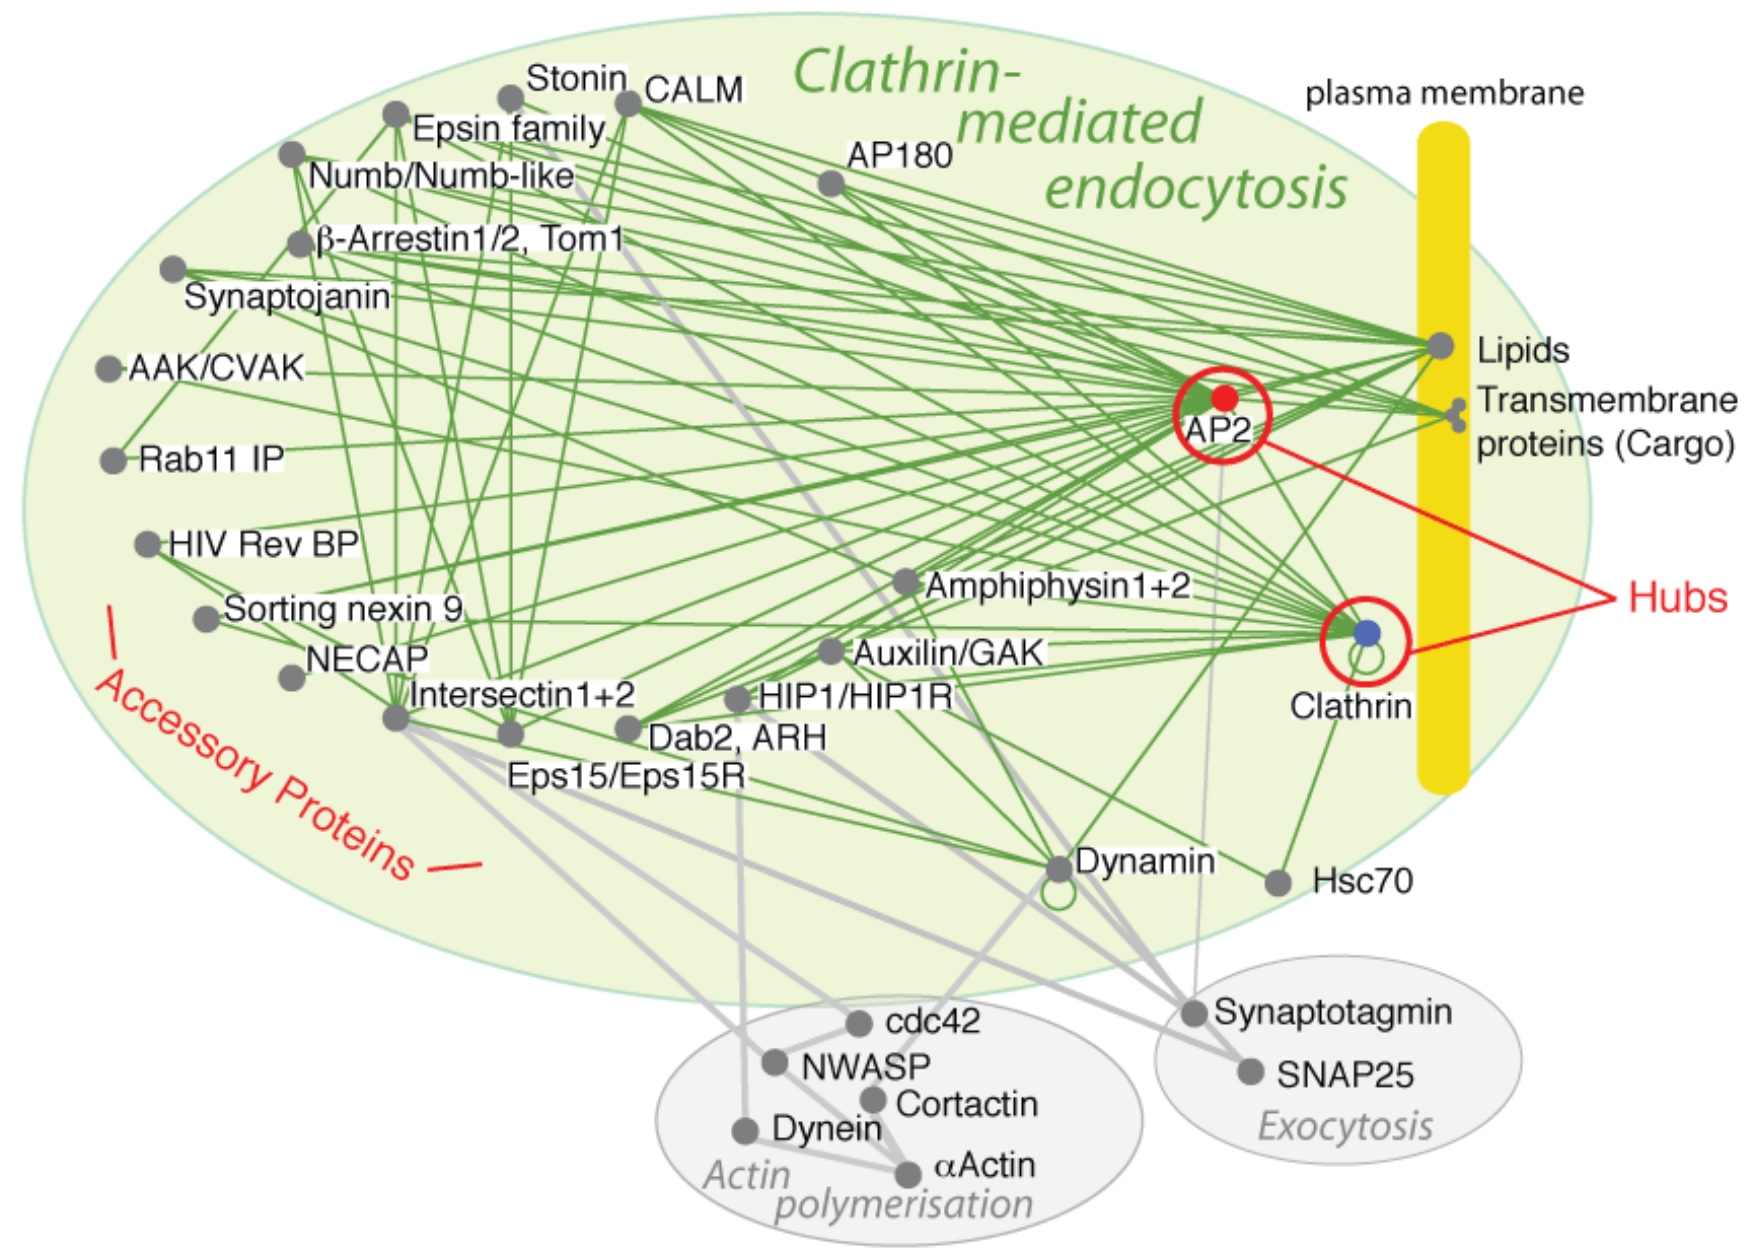 Clathrin-
mediated
endocytosis
plasma membrane
Stonin
CALM
Epsin family
AP180
Numb/Numb-like
β-Arrestin1/2, Tom1
Synaptojanin
AAK/CVAK
Lipids
Transmembrane
proteins (Cargo)
AP2
Rab11 IP
HIV Rev BP
Amphiphysin1+2
Hubs
Sorting nexin 9
NECAP
Auxilin/GAK
Intersectin1+2
HIP1/HIP1R
Clathrin
Dab2, ARH
Eps15/Eps15R
Accessory Proteins
Dynamin
Hsc70
cdc42
Synaptotagmin
NWASP
SNAP25
Cortactin
Exocytosis
Dynein
αActin
Actin
polymerisation